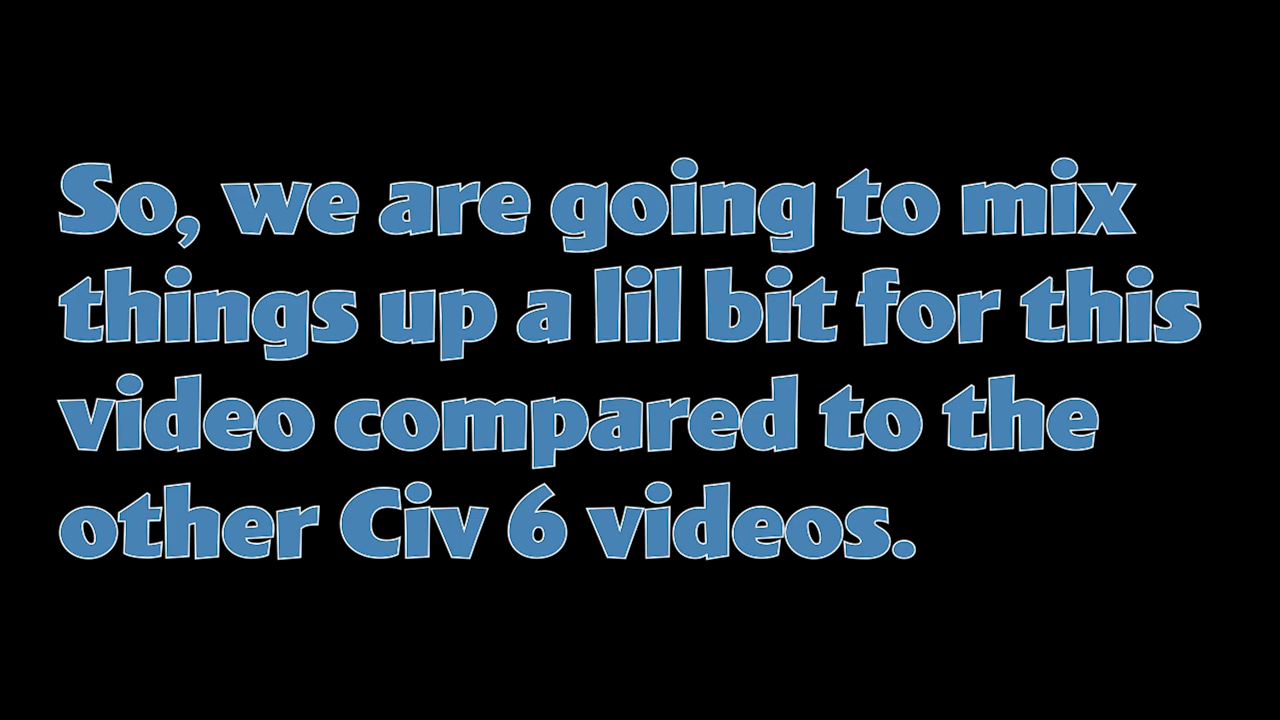 So, we are going to mix
things up a lil bit for this
video compared to the
other Civ 6 videos.